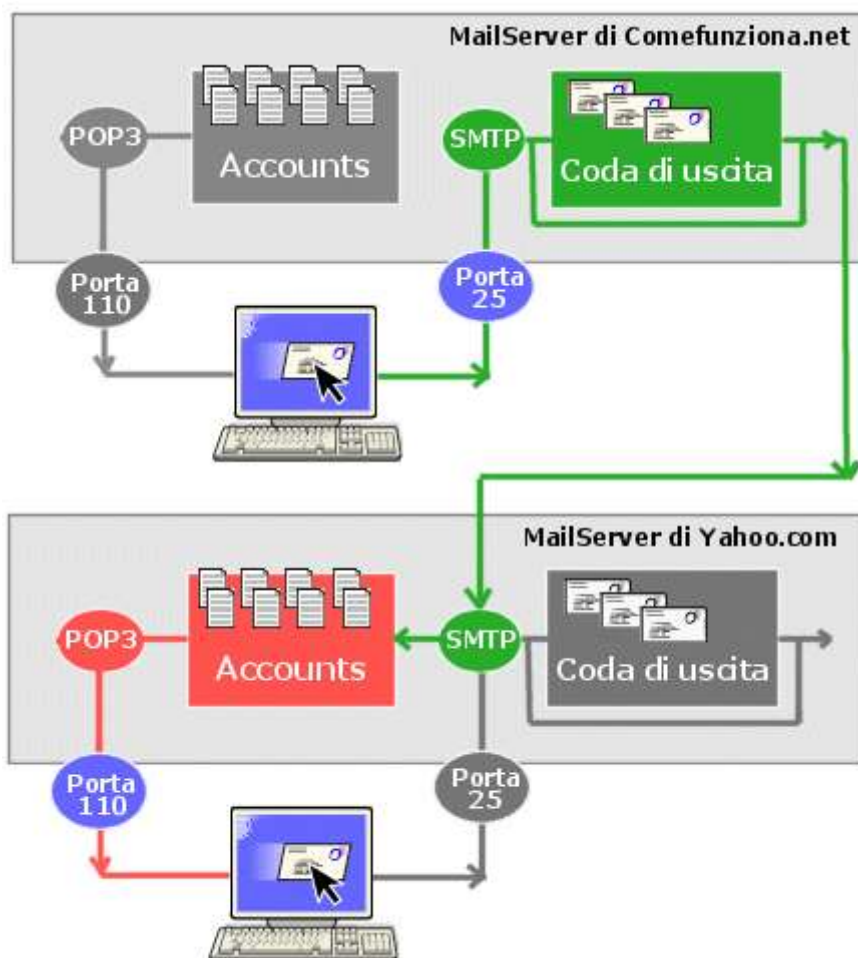 MailServer di Comefunziona.net
POP3
Accounts
SMTP
Coda di uscita
Porta
110
Porta
25
MailServer di Yahoo.com
POP3
Accounts
SMTP
Coda di uscita
Porta
110
Porta
25